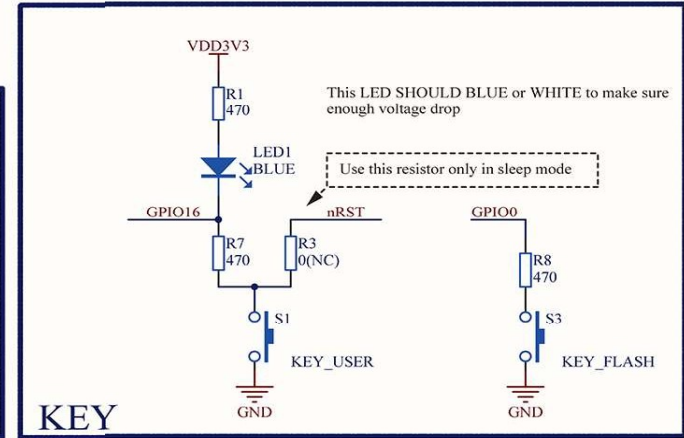 VDD3V3
R1
470
This LED SHOULD BLUE or WHITE to make sure
enough voltage drop
LED1
BLUE
Use this resistor only in sleep mode
GPIO16
nRST
GPIO0
R7
470
R3
0(NC)
R8
470
S1
S3
KEY_USER
KEY_FLASH
GND
GND
KEY